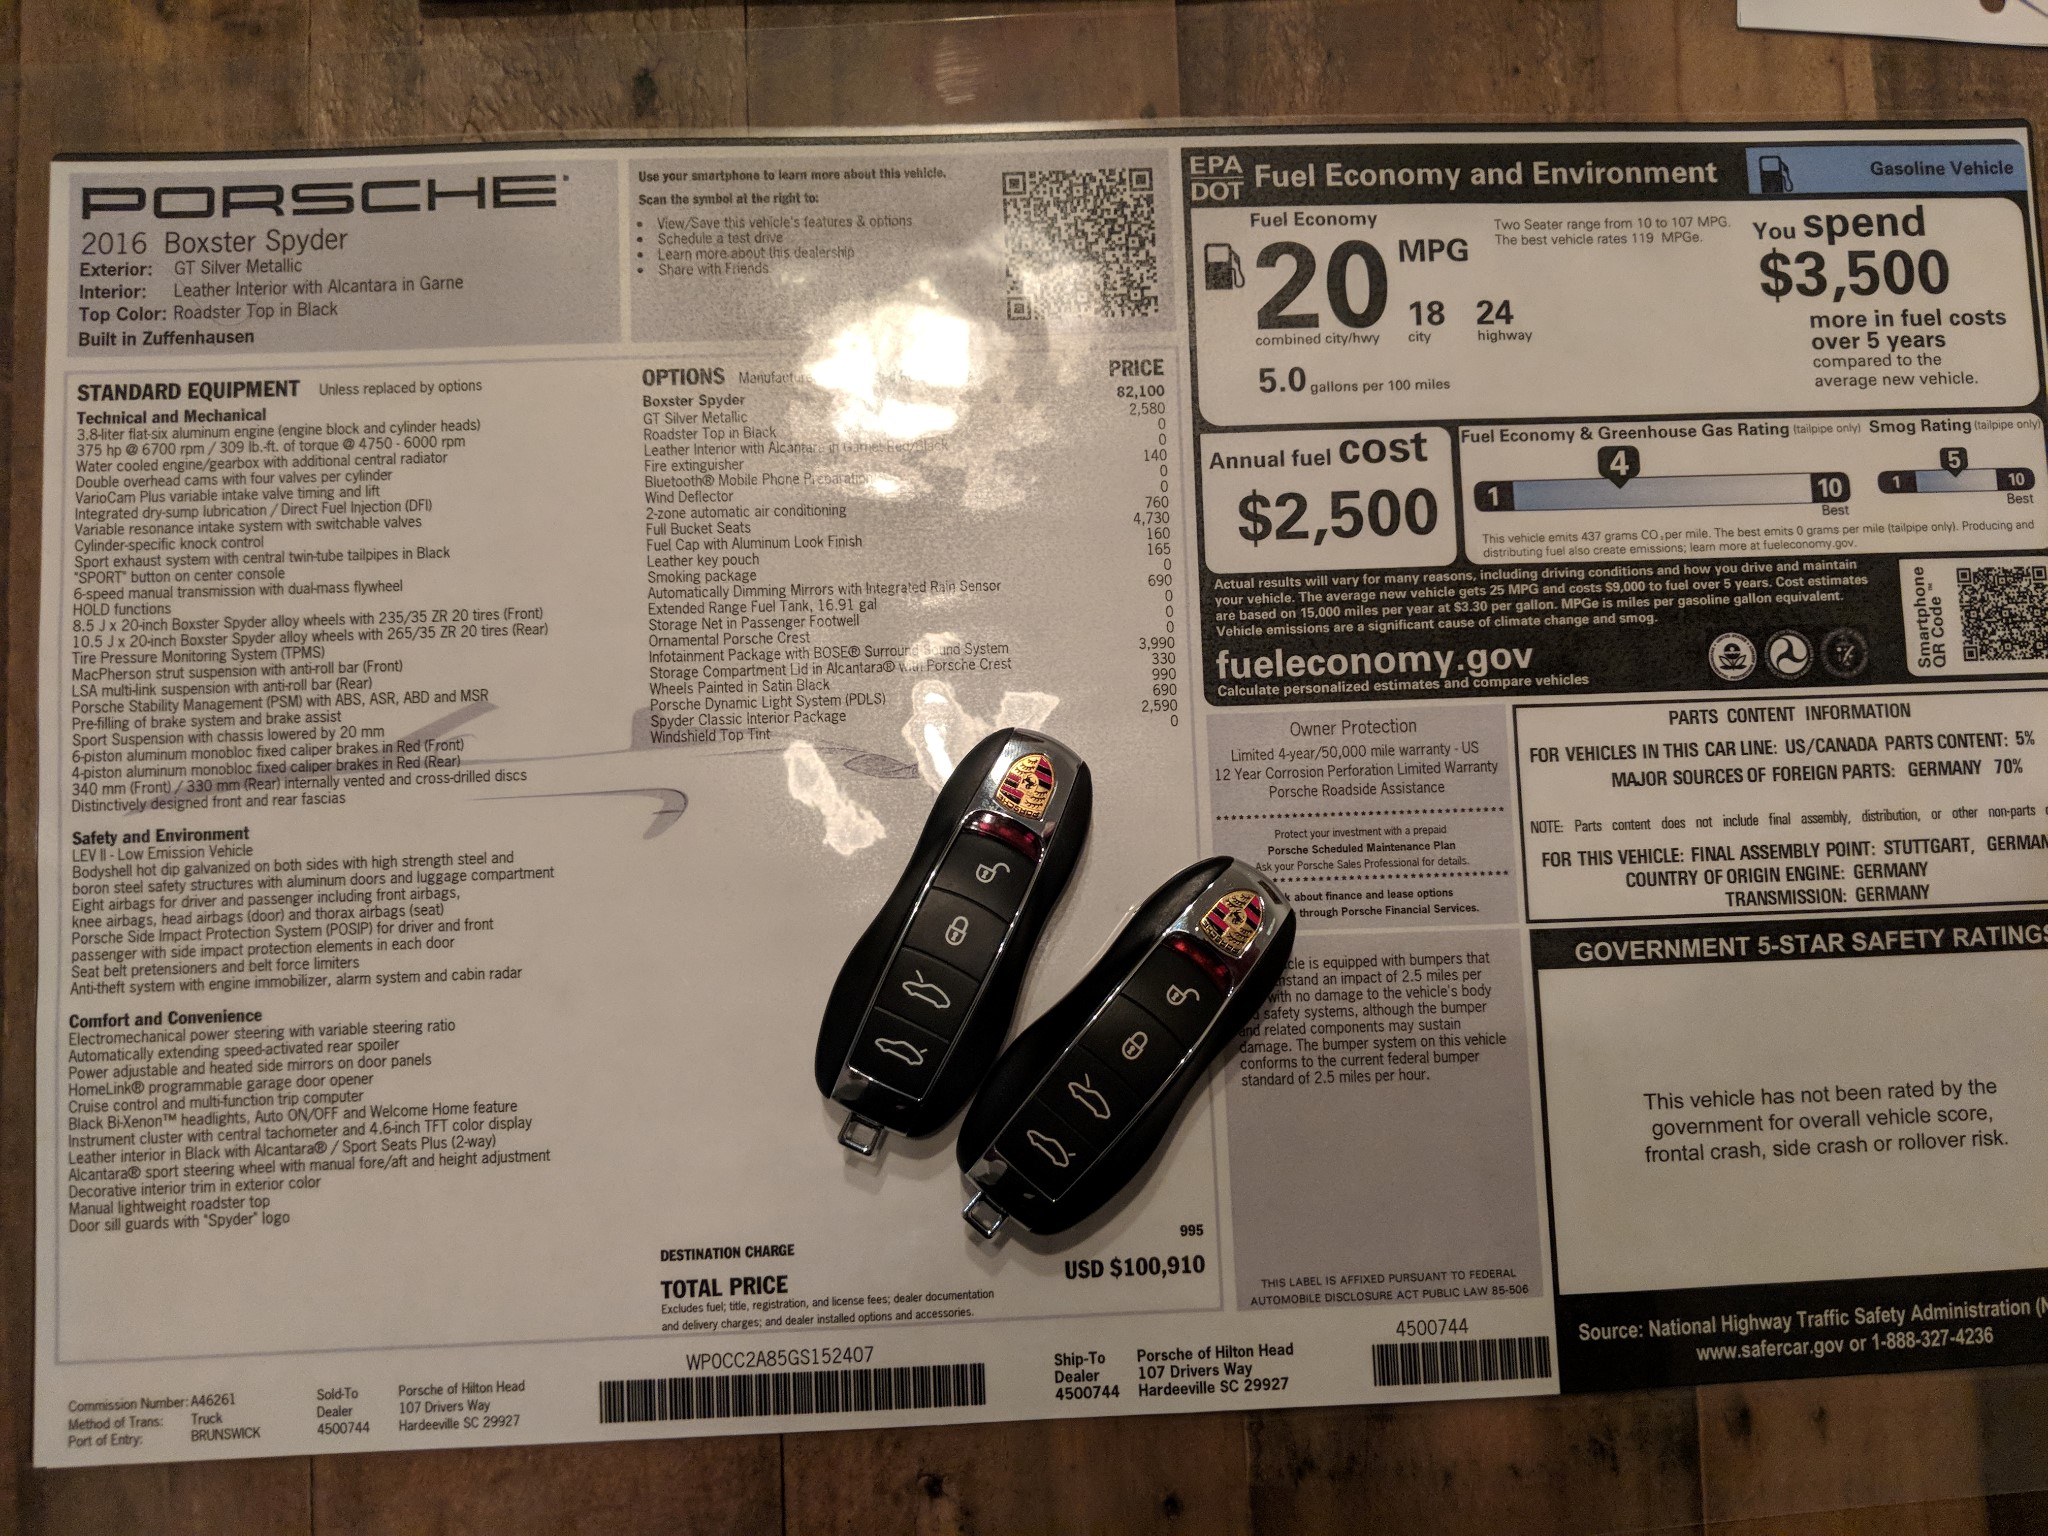 PORSCHE
2016 Boxster Spyder
Exterior: GT Silver Metallic
Interior: Leather Interior with Alcantara in Garne
Top Color: Roadster Top in Black
Built in Zuffenhausen
Use your smartphone to learn more about this vehicle.
Scan the symbol at the right to:
• View/Save this vehicle's features & options
• Schedule a test drive
• Learn more about this dealership
• Share with Friends
STANDARD EQUIPMENT Unless replaced by options
Technical and Mechanical
3.8-liter flat-six aluminum engine (engine block and cylinder heads)
375 hp @ 6700 rpm / 309 lb.-ft. of torque @ 4750 - 6000 rpm
Water cooled engine/gearbox with additional central radiator
Double overhead cams with four valves per cylinder
VarioCam Plus variable intake valve timing and lift
Integrated dry-sump lubrication / Direct Fuel Injection (DFI)
Variable resonance intake system with switchable valves
Cylinder-specific knock control
Sport exhaust system with central twin-tube tailpipes in Black
"SPORT" button on center console
6-speed manual transmission with dual-mass flywheel
HOLD functions
8.5 J x 20-inch Boxster Spyder alloy wheels with 235/35 ZR 20 tires (Front)
10.5 J x 20-inch Boxster Spyder alloy wheels with 265/35 ZR 20 tires (Rear)
Tire Pressure Monitoring System (TPMS)
MacPherson strut suspension with anti-roll bar (Front)
LSA multi-link suspension with anti-roll bar (Rear)
Porsche Stability Management (PSM) with ABS, ASR, ABD and MSR
Pre-filling of brake system and brake assist
Sport Suspension with chassis lowered by 20 mm
6-piston aluminum monobloc fixed caliper brakes in Red (Front)
4-piston aluminum monobloc fixed caliper brakes in Red (Rear)
340 mm (Front) / 330 mm (Rear) internally vented and cross-drilled discs
Distinctively designed front and rear fascias
Safety and Environment
LEV II - Low Emission Vehicle
Bodyshell hot dip galvanized on both sides with high strength steel and
boron steel safety structures with aluminum doors and luggage compartment
Eight airbags for driver and passenger including front airbags,
knee airbags, head airbags (door) and thorax airbags (seat)
Porsche Side Impact Protection System (POSIP) for driver and front
passenger with side impact protection elements in each door
Seat belt pretensioners and belt force limiters
Anti-theft system with engine immobilizer, alarm system and cabin radar
Comfort and Convenience
Electromechanical power steering with variable steering ratio
Automatically extending speed-activated rear spoiler
Power adjustable and heated side mirrors on door panels
HomeLink® programmable garage door opener
Cruise control and multi-function trip computer
Black Bi-Xenon™ headlights, Auto ON/OFF and Welcome Home feature
Instrument cluster with central tachometer and 4.6-inch TFT color display
Leather interior in Black with Alcantara® / Sport Seats Plus (2-way)
Alcantara® sport steering wheel with manual fore/aft and height adjustment
Decorative interior trim in exterior color
Manual lightweight roadster top
Door sill guards with "Spyder" logo
OPTIONS PRICE
Boxster Spyder 82,100
GT Silver Metallic 2,580
Roadster Top in Black 0
Leather Interior with Alcantara in Garnet Red/Black 0
Fire extinguisher 140
Bluetooth® Mobile Phone Preparation 0
Wind Deflector 0
2-zone automatic air conditioning 760
Full Bucket Seats 4,730
Fuel Cap with Aluminum Look Finish 160
Leather key pouch 165
Smoking package 0
Automatically Dimming Mirrors with Integrated Rain Sensor 690
Extended Range Fuel Tank, 16.91 gal 0
Storage Net in Passenger Footwell 0
Ornamental Porsche Crest 0
Infotainment Package with BOSE® Surround Sound System 3,990
Storage Compartment Lid in Alcantara® with Porsche Crest 330
Wheels Painted in Satin Black 990
Porsche Dynamic Light System (PDLS) 690
Spyder Classic Interior Package 2,590
Windshield Top Tint 0
DESTINATION CHARGE 995
TOTAL PRICE USD $100,910
Excludes fuel; title, registration, and license fees; dealer documentation
and delivery charges; and dealer installed options and accessories.
Commission Number: A46261
Method of Trans: Truck
Port of Entry: BRUNSWICK
Sold-To
Dealer
4500744
Porsche of Hilton Head
107 Drivers Way
Hardeeville SC 29927
WP0CC2A85GS152407
Ship-To
Dealer
4500744
Porsche of Hilton Head
107 Drivers Way
Hardeeville SC 29927
4500744
EPA
DOT
Fuel Economy and Environment
Gasoline Vehicle
Fuel Economy
20 MPG
combined city/hwy
18
city
24
highway
5.0 gallons per 100 miles
Two Seater range from 10 to 107 MPG.
The best vehicle rates 119 MPGe.
You spend
$3,500
more in fuel costs
over 5 years
compared to the
average new vehicle.
Annual fuel cost
$2,500
Fuel Economy & Greenhouse Gas Rating (tailpipe only)
4
1 10
Best
Smog Rating (tailpipe only)
5
1 10
Best
This vehicle emits 437 grams CO2 per mile. The best emits 0 grams per mile (tailpipe only). Producing and
distributing fuel also create emissions; learn more at fueleconomy.gov.
Actual results will vary for many reasons, including driving conditions and how you drive and maintain
your vehicle. The average new vehicle gets 25 MPG and costs $9,000 to fuel over 5 years. Cost estimates
are based on 15,000 miles per year at $3.30 per gallon. MPGe is miles per gasoline gallon equivalent.
Vehicle emissions are a significant cause of climate change and smog.
fueleconomy.gov
Calculate personalized estimates and compare vehicles
Smartphone
QR Code™
Owner Protection
Limited 4-year/50,000 mile warranty - US
12 Year Corrosion Perforation Limited Warranty
Porsche Roadside Assistance
Protect your investment with a prepaid
Porsche Scheduled Maintenance Plan
Ask your Porsche Sales Professional for details.
about finance and lease options
through Porsche Financial Services.
is equipped with bumpers that
an impact of 2.5 miles per
with no damage to the vehicle's body
safety systems, although the bumper
and related components may sustain
damage. The bumper system on this vehicle
conforms to the current federal bumper
standard of 2.5 miles per hour.
THIS LABEL IS AFFIXED PURSUANT TO FEDERAL
AUTOMOBILE DISCLOSURE ACT PUBLIC LAW 85-506
PARTS CONTENT INFORMATION
FOR VEHICLES IN THIS CAR LINE: US/CANADA PARTS CONTENT: 5%
MAJOR SOURCES OF FOREIGN PARTS: GERMANY 70%
NOTE: Parts content does not include final assembly, distribution, or other non-parts
FOR THIS VEHICLE: FINAL ASSEMBLY POINT: STUTTGART, GERMAN
COUNTRY OF ORIGIN ENGINE: GERMANY
TRANSMISSION: GERMANY
GOVERNMENT 5-STAR SAFETY RATINGS
This vehicle has not been rated by the
government for overall vehicle score,
frontal crash, side crash or rollover risk.
Source: National Highway Traffic Safety Administration (N
www.safercar.gov or 1-888-327-4236